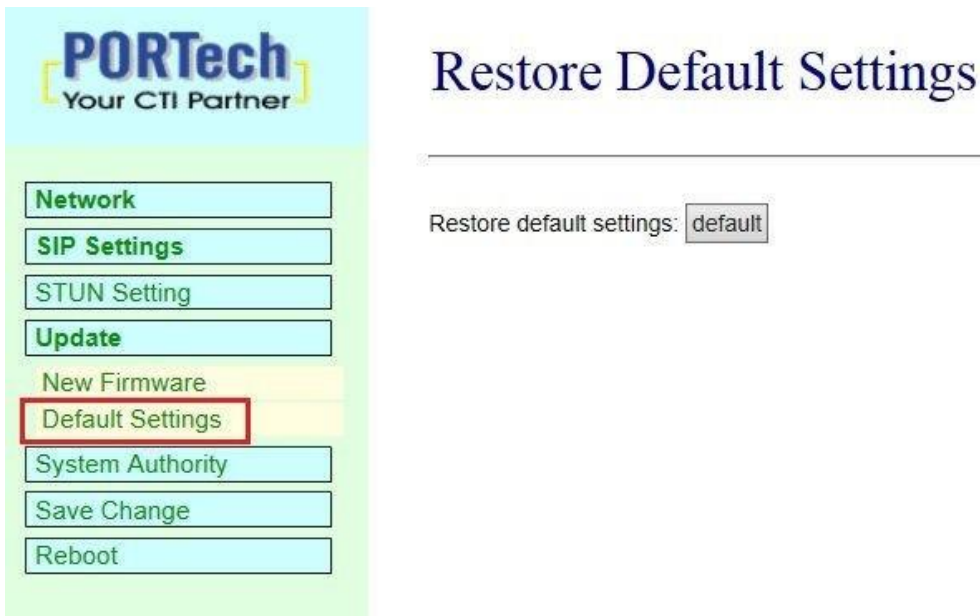 PORTech
Your CTI Partner
Network
SIP Settings
STUN Setting
Update
New Firmware
Default Settings
System Authority
Save Change
Reboot
Restore Default Settings
Restore default settings: default